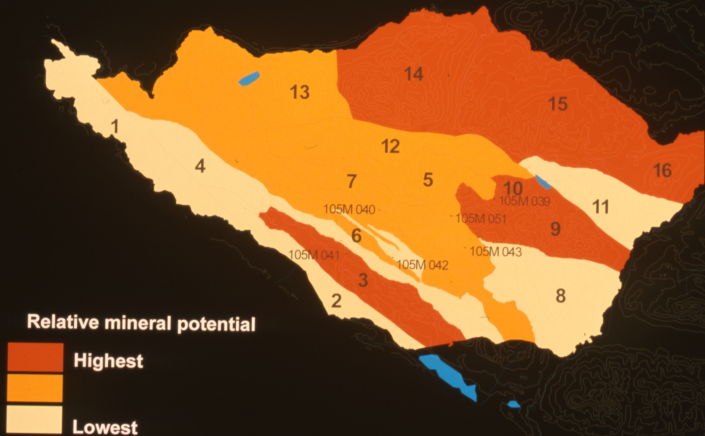 14
13
15
1
12
16
4
7
5
10
105M 039
105M 040
11
105M 051
6
9
105M 041
105M 043
105M 042
3
2
8
Relative mineral potential
Highest
Lowest